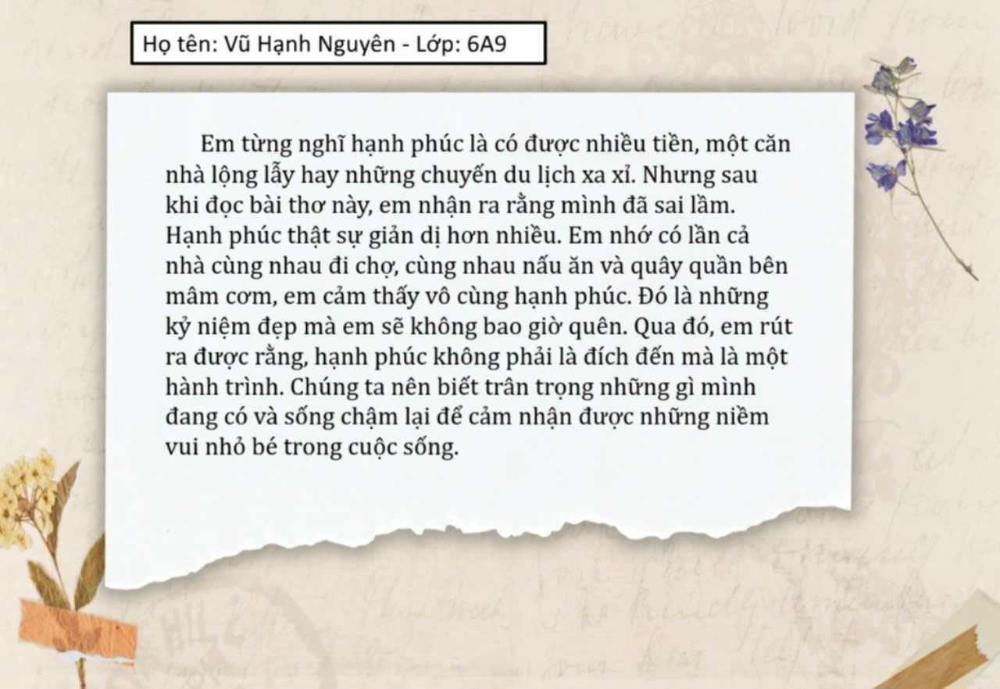 Họ tên: Vũ Hạnh Nguyên - Lớp: 6A9
Em từng nghĩ hạnh phúc là có được nhiều tiền, một căn
nhà lộng lẫy hay những chuyến du lịch xa xỉ. Nhưng sau
khi đọc bài thơ này, em nhận ra rằng mình đã sai lầm.
Hạnh phúc thật sự giản dị hơn nhiều. Em nhớ có lần cả
nhà cùng nhau đi chợ, cùng nhau nấu ăn và quây quần bên
mâm cơm, em cảm thấy vô cùng hạnh phúc. Đó là những
kỷ niệm đẹp mà em sẽ không bao giờ quên. Qua đó, em rút
ra được rằng, hạnh phúc không phải là đích đến mà là một
hành trình. Chúng ta nên biết trân trọng những gì mình
đang có và sống chậm lại để cảm nhận được những niềm
vui nhỏ bé trong cuộc sống.